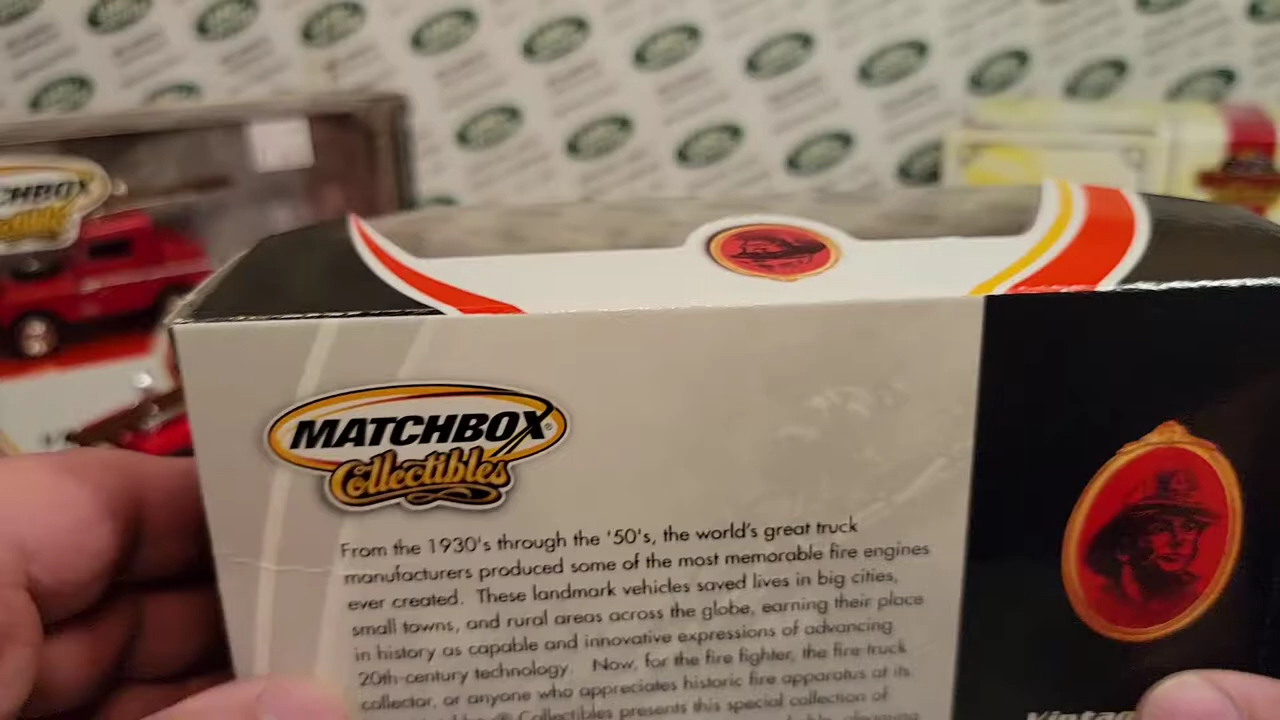 CHBOX
MATCHBOX®
Collectibles
From the 1930's through the '50's, the world's great truck
manufacturers produced some of the most memorable fire engines
ever created. These landmark vehicles saved lives in big cities,
small towns, and rural areas across the globe, earning their place
in history as capable and innovative expressions of advancing
20th-century technology. Now, for the fire fighter, the fire-truck
collector, or anyone who appreciates historic fire apparatus at its
® Collectibles presents this special collection of
Vintag